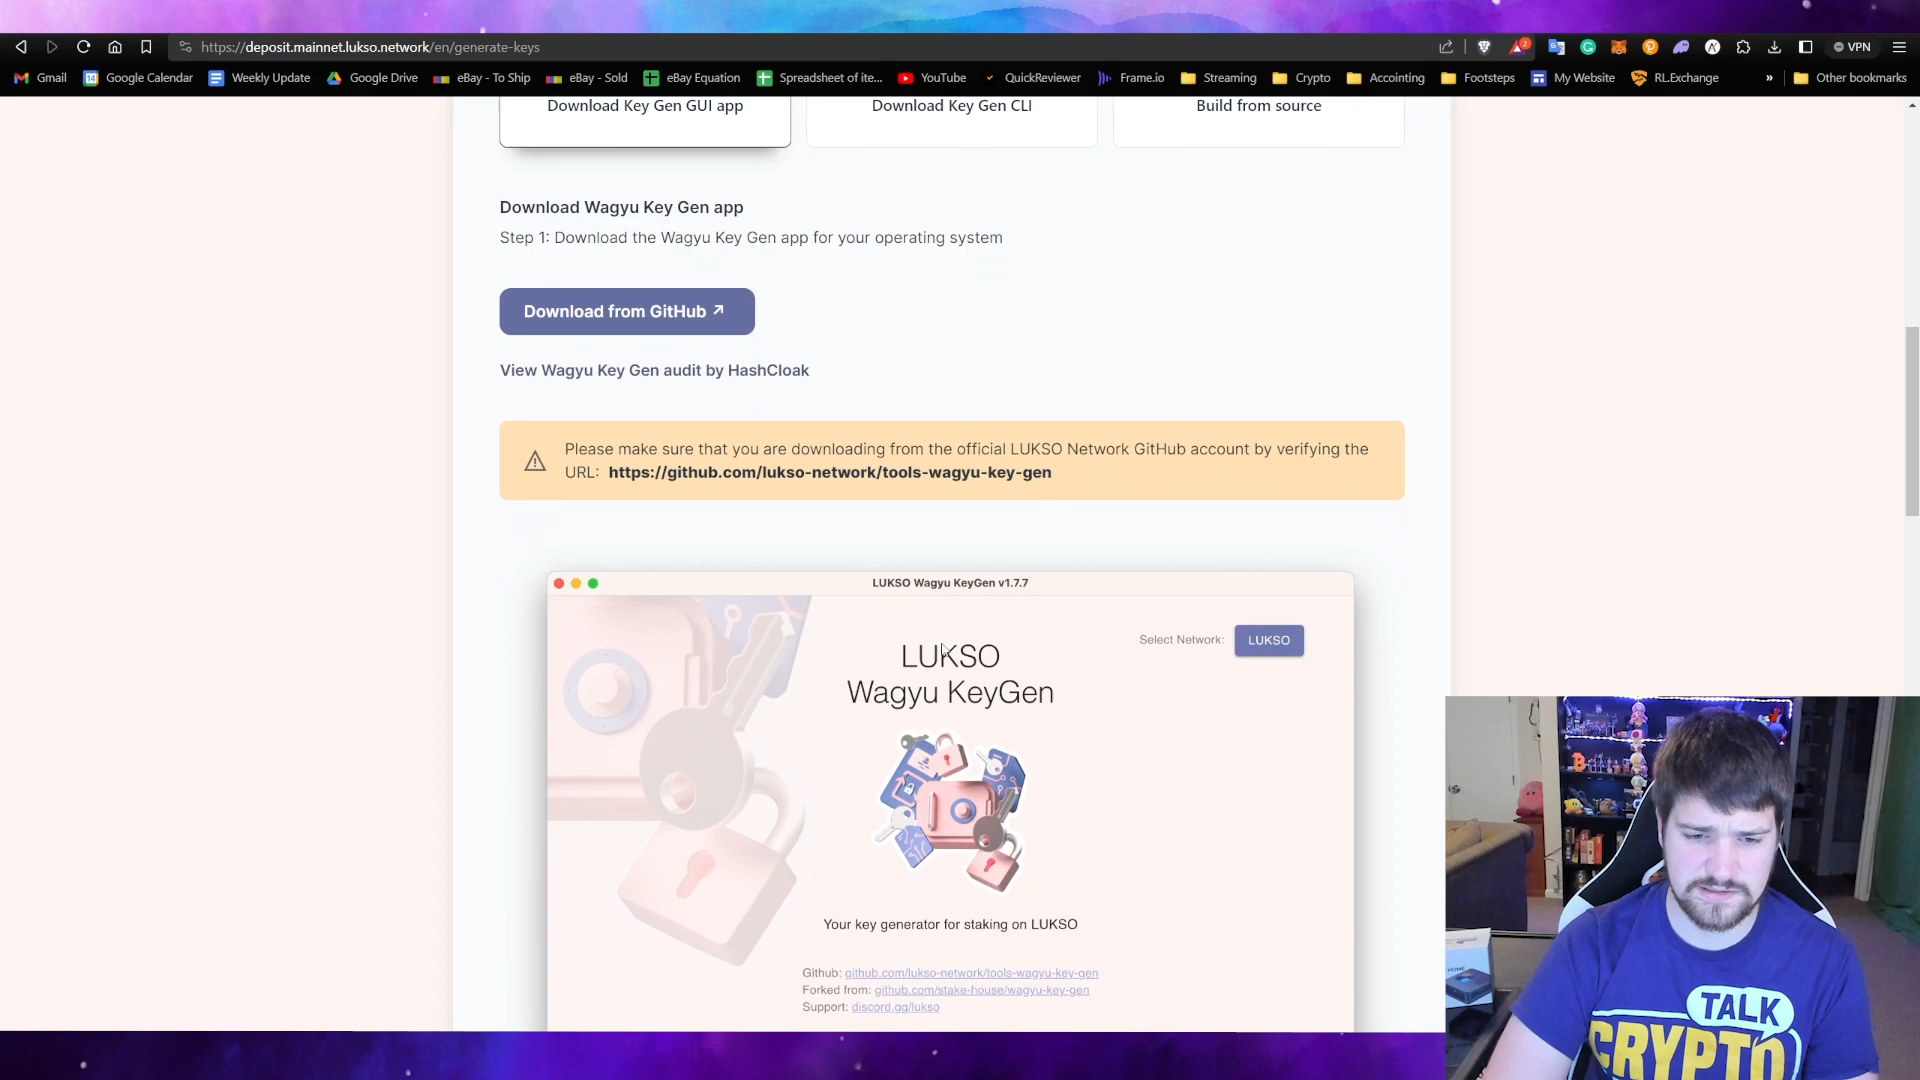 https://deposit.mainnet.lukso.network/en/generate-keys
VPN
Gmail
Google Calendar
Weekly Update
Google Drive
eBay - To Ship
eBay - Sold
eBay Equation
Spreadsheet of ite...
YouTube
QuickReviewer
Frame.io
Streaming
Crypto
Accointing
Footsteps
My Website
RL.Exchange
»
Other bookmarks
Download Key Gen GUI app
Download Key Gen CLI
Build from source
Download Wagyu Key Gen app
Step 1: Download the Wagyu Key Gen app for your operating system
Download from GitHub ↗
View Wagyu Key Gen audit by HashCloak
Please make sure that you are downloading from the official LUKSO Network GitHub account by verifying the
URL: https://github.com/lukso-network/tools-wagyu-key-gen
LUKSO Wagyu KeyGen v1.7.7
Select Network: LUKSO
LUKSO
Wagyu KeyGen
Your key generator for staking on LUKSO
Github: github.com/lukso-network/tools-wagyu-key-gen
Forked from: github.com/stake-house/wagyu-key-gen
Support: discord.gg/lukso
HOME
TALK
CRYPTO